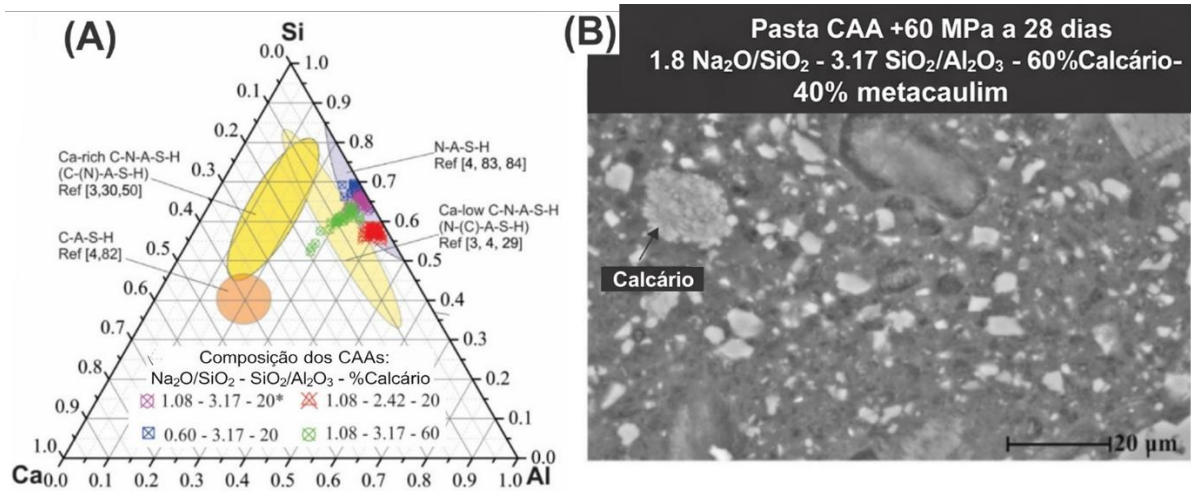 (A)
Si
0.0
1.0
0.1
0.9
0.2
0.8
0.3
0.7
0.4
0.6
0.5
0.5
0.6
0.4
0.7
0.3
0.8
0.2
0.9
0.1
1.0
0.0
Ca-rich C-N-A-S-H
(C-(N)-A-S-H)
Ref [3,30,50]
C-A-S-H
Ref [4,82]
N-A-S-H
Ref [4, 83, 84]
Ca-low C-N-A-S-H
(N-(C)-A-S-H)
Ref [3, 4, 29]
Composição dos CAAs:
Na₂O/SiO₂ - SiO₂/Al₂O₃ - %Calcário
1.08 - 3.17 - 20*
1.08 - 2.42 - 20
0.60 - 3.17 - 20
1.08 - 3.17 - 60
Ca
0.0 0.1 0.2 0.3 0.4 0.5 0.6 0.7 0.8 0.9 1.0
Al
(B)
Pasta CAA +60 MPa a 28 dias
1.8 Na₂O/SiO₂ - 3.17 SiO₂/Al₂O₃ - 60%Calcário-
40% metacaulim
Calcário
20 µm